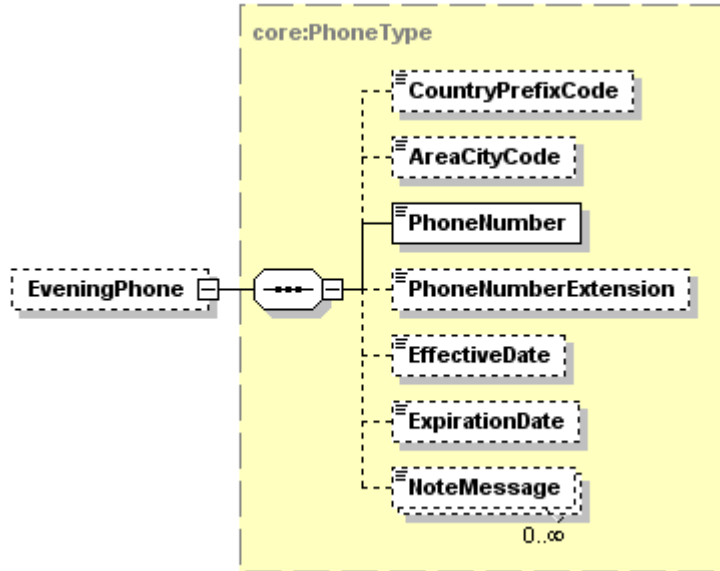 core:PhoneType
CountryPrefixCode
AreaCityCode
PhoneNumber
EveningPhone
PhoneNumberExtension
EffectiveDate
ExpirationDate
NoteMessage
0..∞